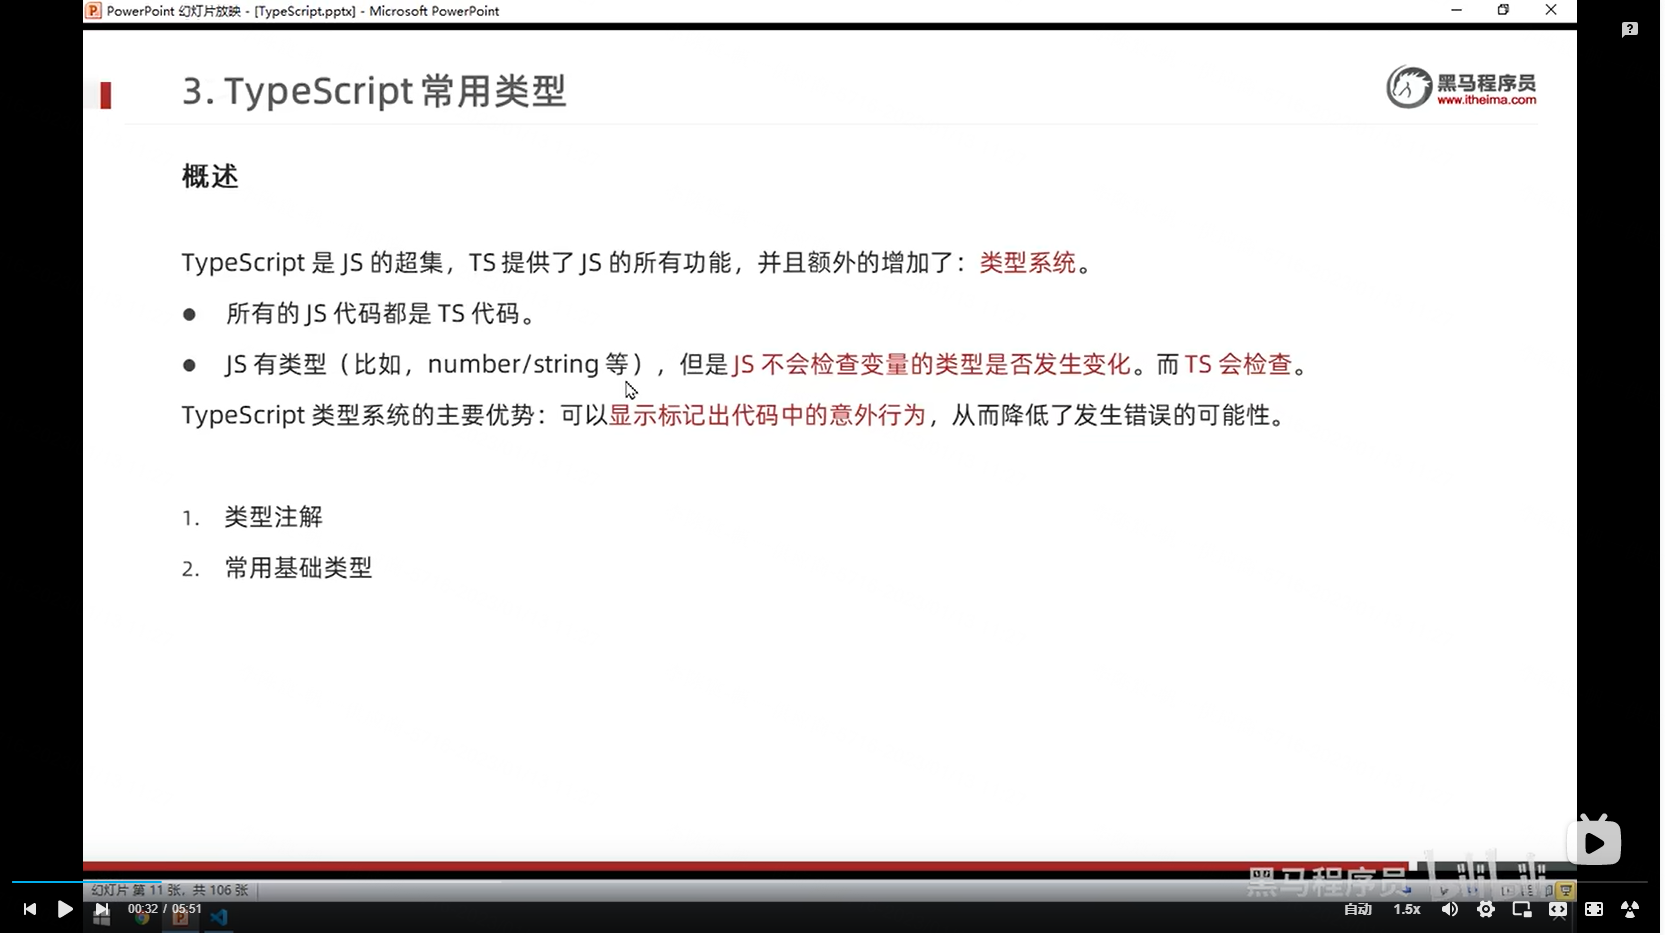 PowerPoint 幻灯片放映 - [TypeScript.pptx] - Microsoft PowerPoint
3. TypeScript 常用类型
黑马程序员
www.itheima.com
概述
TypeScript 是 JS 的超集，TS 提供了 JS 的所有功能，并且额外的增加了：类型系统。
● 所有的 JS 代码都是 TS 代码。
● JS 有类型（比如，number/string 等），但是 JS 不会检查变量的类型是否发生变化。而 TS 会检查。
TypeScript 类型系统的主要优势：可以显示标记出代码中的意外行为，从而降低了发生错误的可能性。
1. 类型注解
2. 常用基础类型
黑马程序员
幻灯片 第 11 张，共 106 张
00:32 / 05:51
自动
1.5x